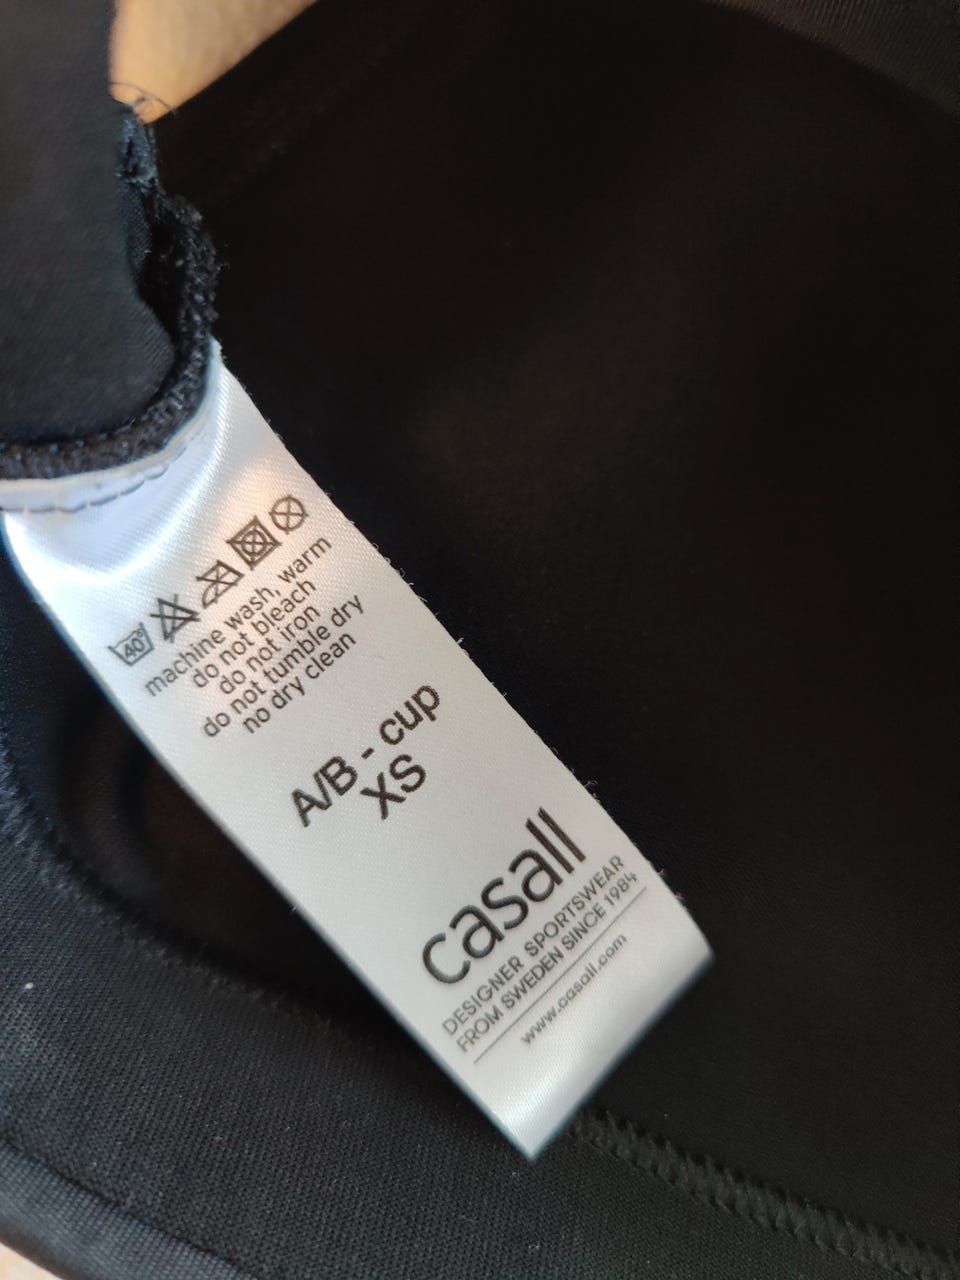 40°
machine wash, warm
do not bleach
do not iron
do not tumble dry
no dry clean
A/B - cup
XS
casall
DESIGNER SPORTSWEAR
FROM SWEDEN SINCE 1984
www.casall.com